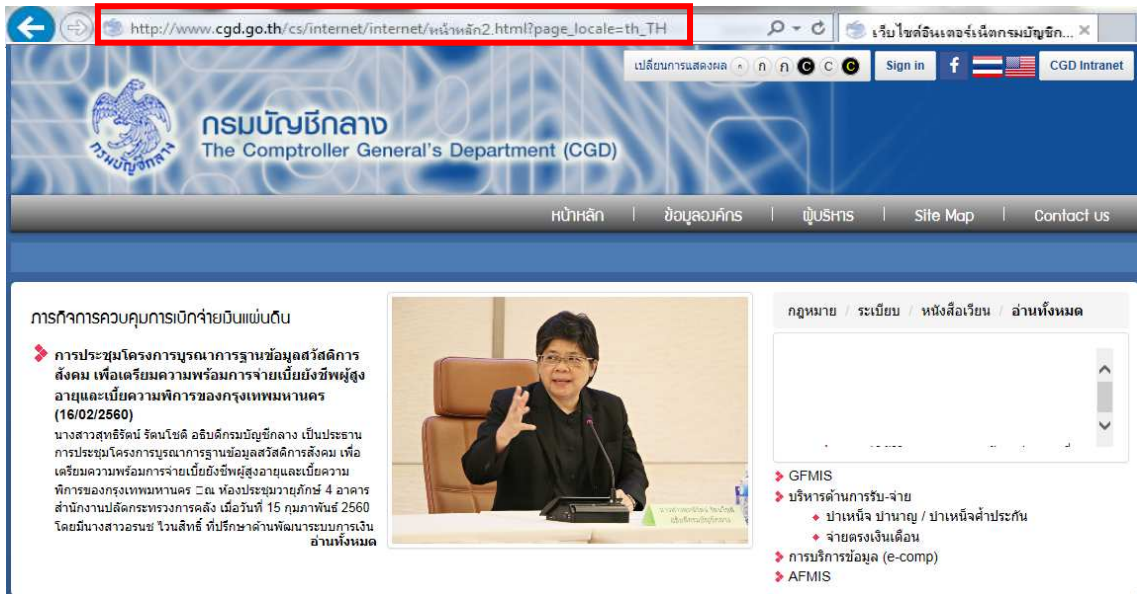 http://www.cgd.go.th/cs/internet/internet/หน้าหลัก2.html?page_locale=th_TH
เว็บไซต์อินเตอร์เน็ตกรมบัญชีก...
เปลี่ยนการแสดงผล ก ก ก C C C
Sign in
CGD Intranet
กรมบัญชีกลาง
The Comptroller General's Department (CGD)
กรมบัญชีกลาง
หน้าหลัก | ข้อมูลองค์กร | ผู้บริหาร | Site Map | Contact us
ภารกิจการควบคุมการเบิกจ่ายเงินแผ่นดิน
การประชุมโครงการบูรณาการฐานข้อมูลสวัสดิการ
สังคม เพื่อเตรียมความพร้อมการจ่ายเบี้ยยังชีพผู้สูง
อายุและเบี้ยความพิการของกรุงเทพมหานคร
(16/02/2560)
นางสาวสุทธิรัตน์ รัตนโชติ อธิบดีกรมบัญชีกลาง เป็นประธาน
การประชุมโครงการบูรณาการฐานข้อมูลสวัสดิการสังคม เพื่อ
เตรียมความพร้อมการจ่ายเบี้ยยังชีพผู้สูงอายุและเบี้ยความ
พิการของกรุงเทพมหานคร □ณ ห้องประชุมวายุภักษ์ 4 อาคาร
สำนักงานปลัดกระทรวงการคลัง เมื่อวันที่ 15 กุมภาพันธ์ 2560
โดยมีนางสาวอรนุช ไวนุสิทธิ์ ที่ปรึกษาด้านพัฒนาระบบการเงิน
อ่านทั้งหมด
กฎหมาย / ระเบียบ / หนังสือเวียน / อ่านทั้งหมด
GFMIS
บริหารด้านการรับ-จ่าย
บำเหน็จ บำนาญ / บำเหน็จค้ำประกัน
จ่ายตรงเงินเดือน
การบริการข้อมูล (e-comp)
AFMIS